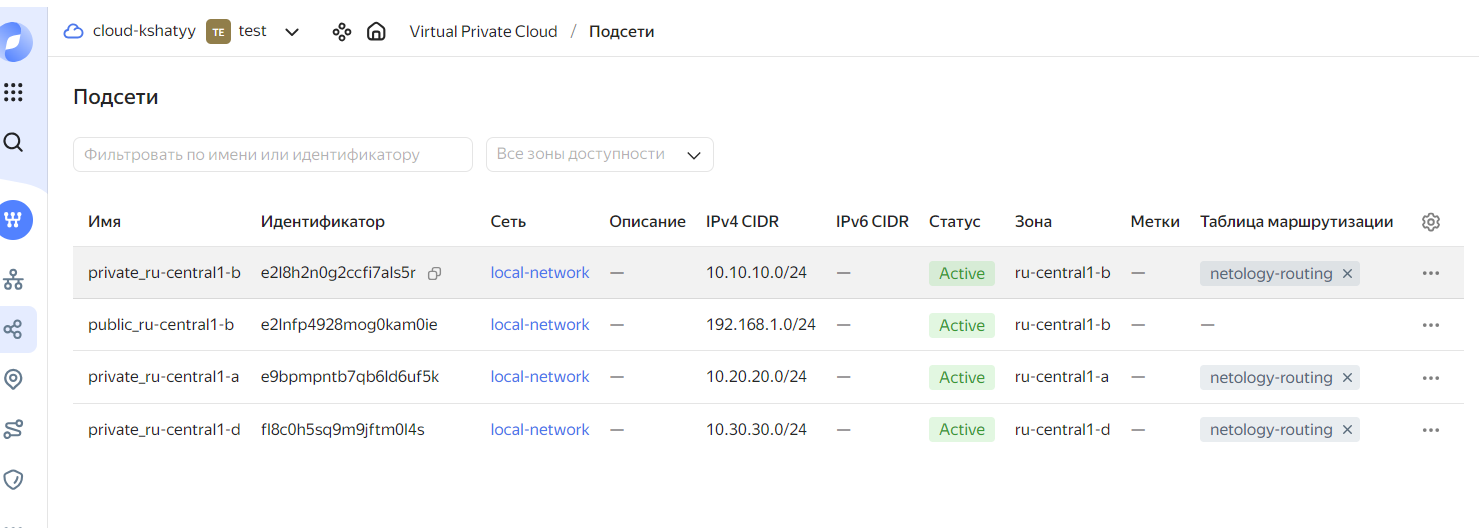 cloud-kshatyy TE test Virtual Private Cloud / Подсети
Подсети
Фильтровать по имени или идентификатору Все зоны доступности
Имя Идентификатор Сеть Описание IPv4 CIDR IPv6 CIDR Статус Зона Метки Таблица маршрутизации
private_ru-central1-b e2l8h2n0g2ccfi7als5r local-network — 10.10.10.0/24 — Active ru-central1-b — netology-routing ×
public_ru-central1-b e2lnfp4928mog0kam0ie local-network — 192.168.1.0/24 — Active ru-central1-b — —
private_ru-central1-a e9bpmpntb7qb6ld6uf5k local-network — 10.20.20.0/24 — Active ru-central1-a — netology-routing ×
private_ru-central1-d fl8c0h5sq9m9jftm0l4s local-network — 10.30.30.0/24 — Active ru-central1-d — netology-routing ×